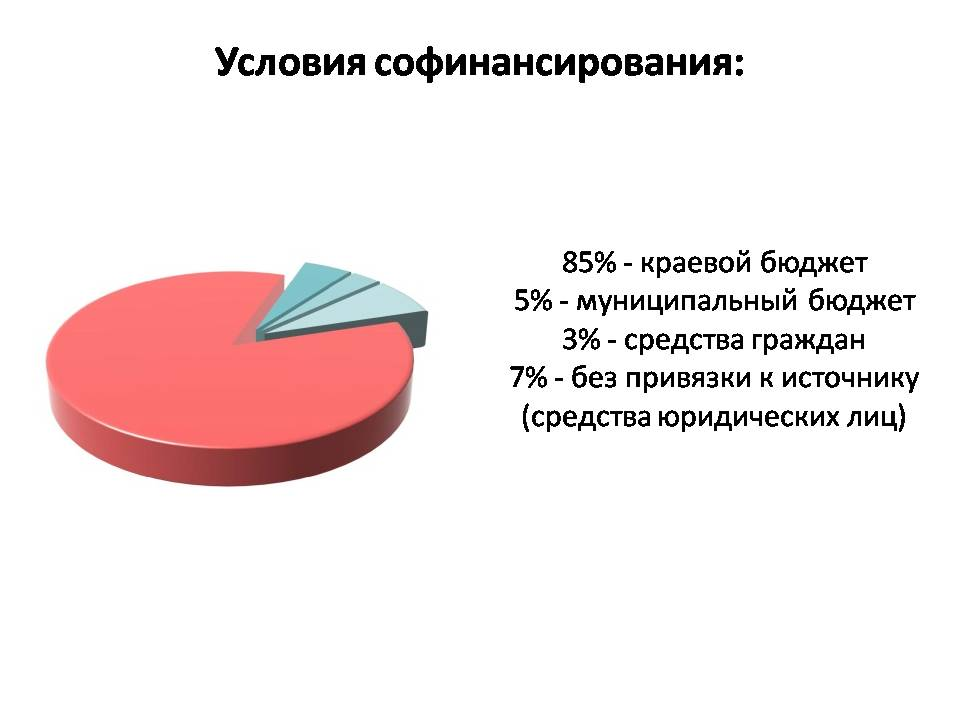 Условия софинансирования:
85% - краевой бюджет
5% - муниципальный бюджет
3% - средства граждан
7% - без привязки к источнику
(средства юридических лиц)